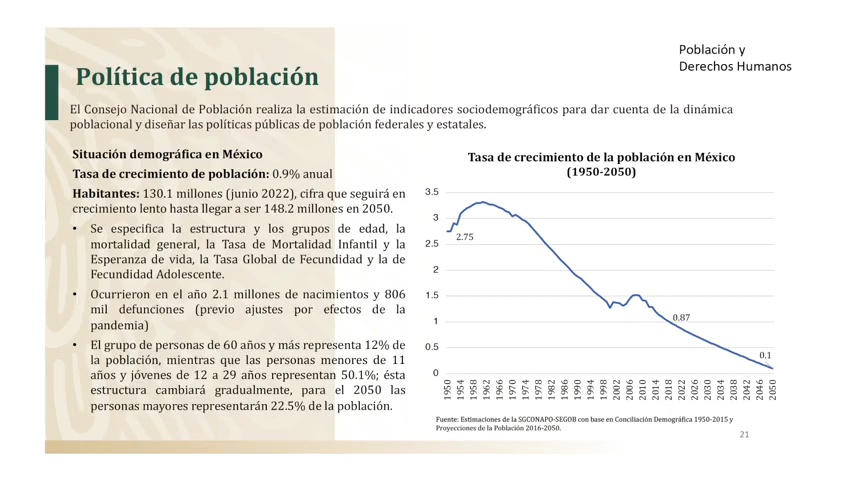 Población y
Derechos Humanos
Política de población
El Consejo Nacional de Población realiza la estimación de indicadores sociodemográficos para dar cuenta de la dinámica
poblacional y diseñar las políticas públicas de población federales y estatales.
Situación demográfica en México
Tasa de crecimiento de población: 0.9% anual
Habitantes: 130.1 millones (junio 2022), cifra que seguirá en
crecimiento lento hasta llegar a ser 148.2 millones en 2050.
• Se especifica la estructura y los grupos de edad, la
mortalidad general, la Tasa de Mortalidad Infantil y la
Esperanza de vida, la Tasa Global de Fecundidad y la de
Fecundidad Adolescente.
• Ocurrieron en el año 2.1 millones de nacimientos y 806
mil defunciones (previo ajustes por efectos de la
pandemia)
• El grupo de personas de 60 años y más representa 12% de
la población, mientras que las personas menores de 11
años y jóvenes de 12 a 29 años representan 50.1%; ésta
estructura cambiará gradualmente, para el 2050 las
personas mayores representarán 22.5% de la población.
Tasa de crecimiento de la población en México
(1950-2050)
3.5
3
2.5
2
1.5
1
0.5
0
2.75
0.87
0.1
1950 1954 1958 1962 1966 1970 1974 1978 1982 1986 1990 1994 1998 2002 2006 2010 2014 2018 2022 2026 2030 2034 2038 2042 2046 2050
Fuente: Estimaciones de la SGCONAPO-SEGOB con base en Conciliación Demográfica 1950-2015 y
Proyecciones de la Población 2016-2050.
21